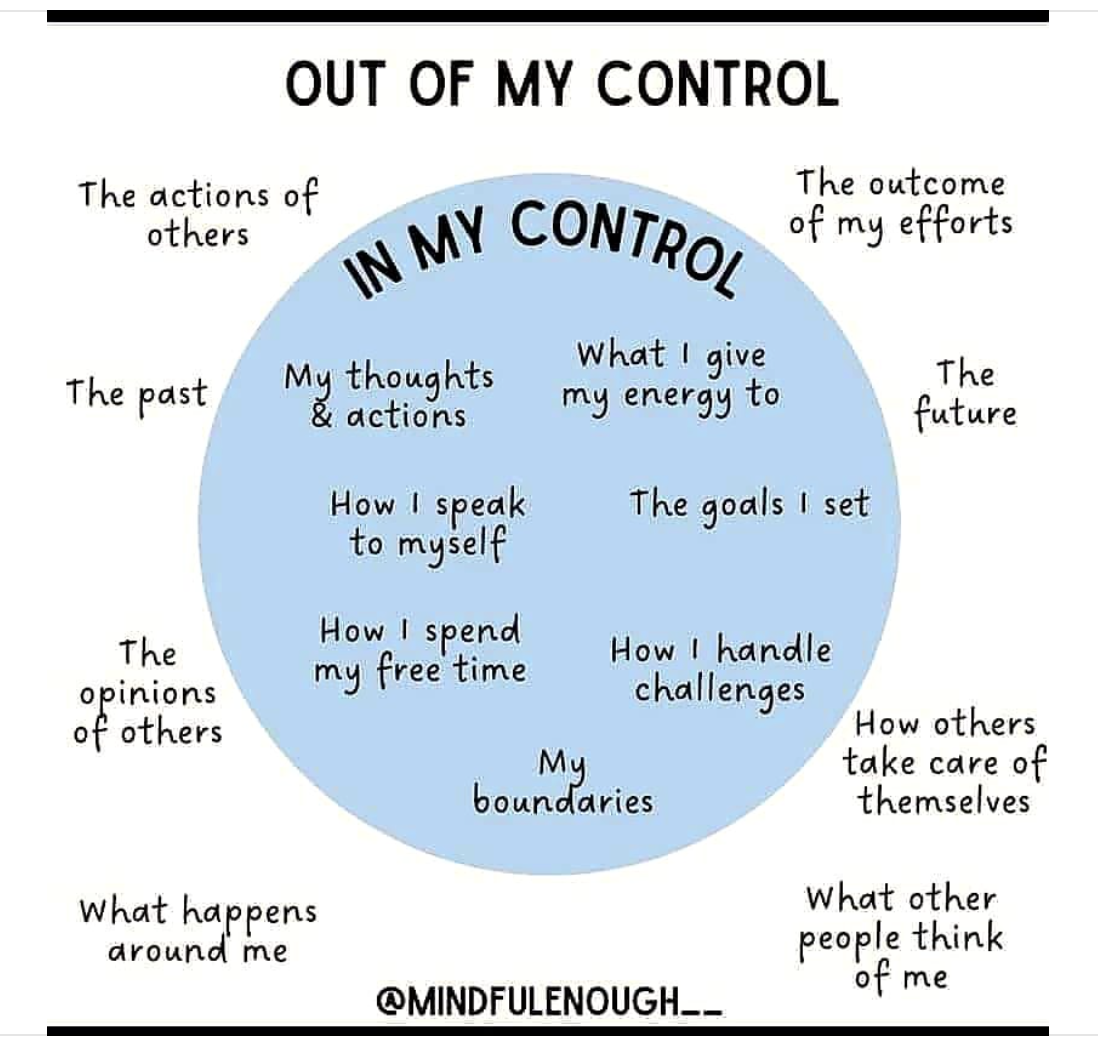 OUT OF MY CONTROL
The actions of
others
The outcome
of my efforts
IN MY CONTROL
The past
My thoughts
& actions
What I give
my energy to
The
future
How I speak
to myself
The goals I set
How I spend
my free time
How I handle
challenges
The
opinions
of others
How others
take care of
themselves
My
boundaries
What happens
around me
What other
people think
of me
@MINDFULENOUGH__